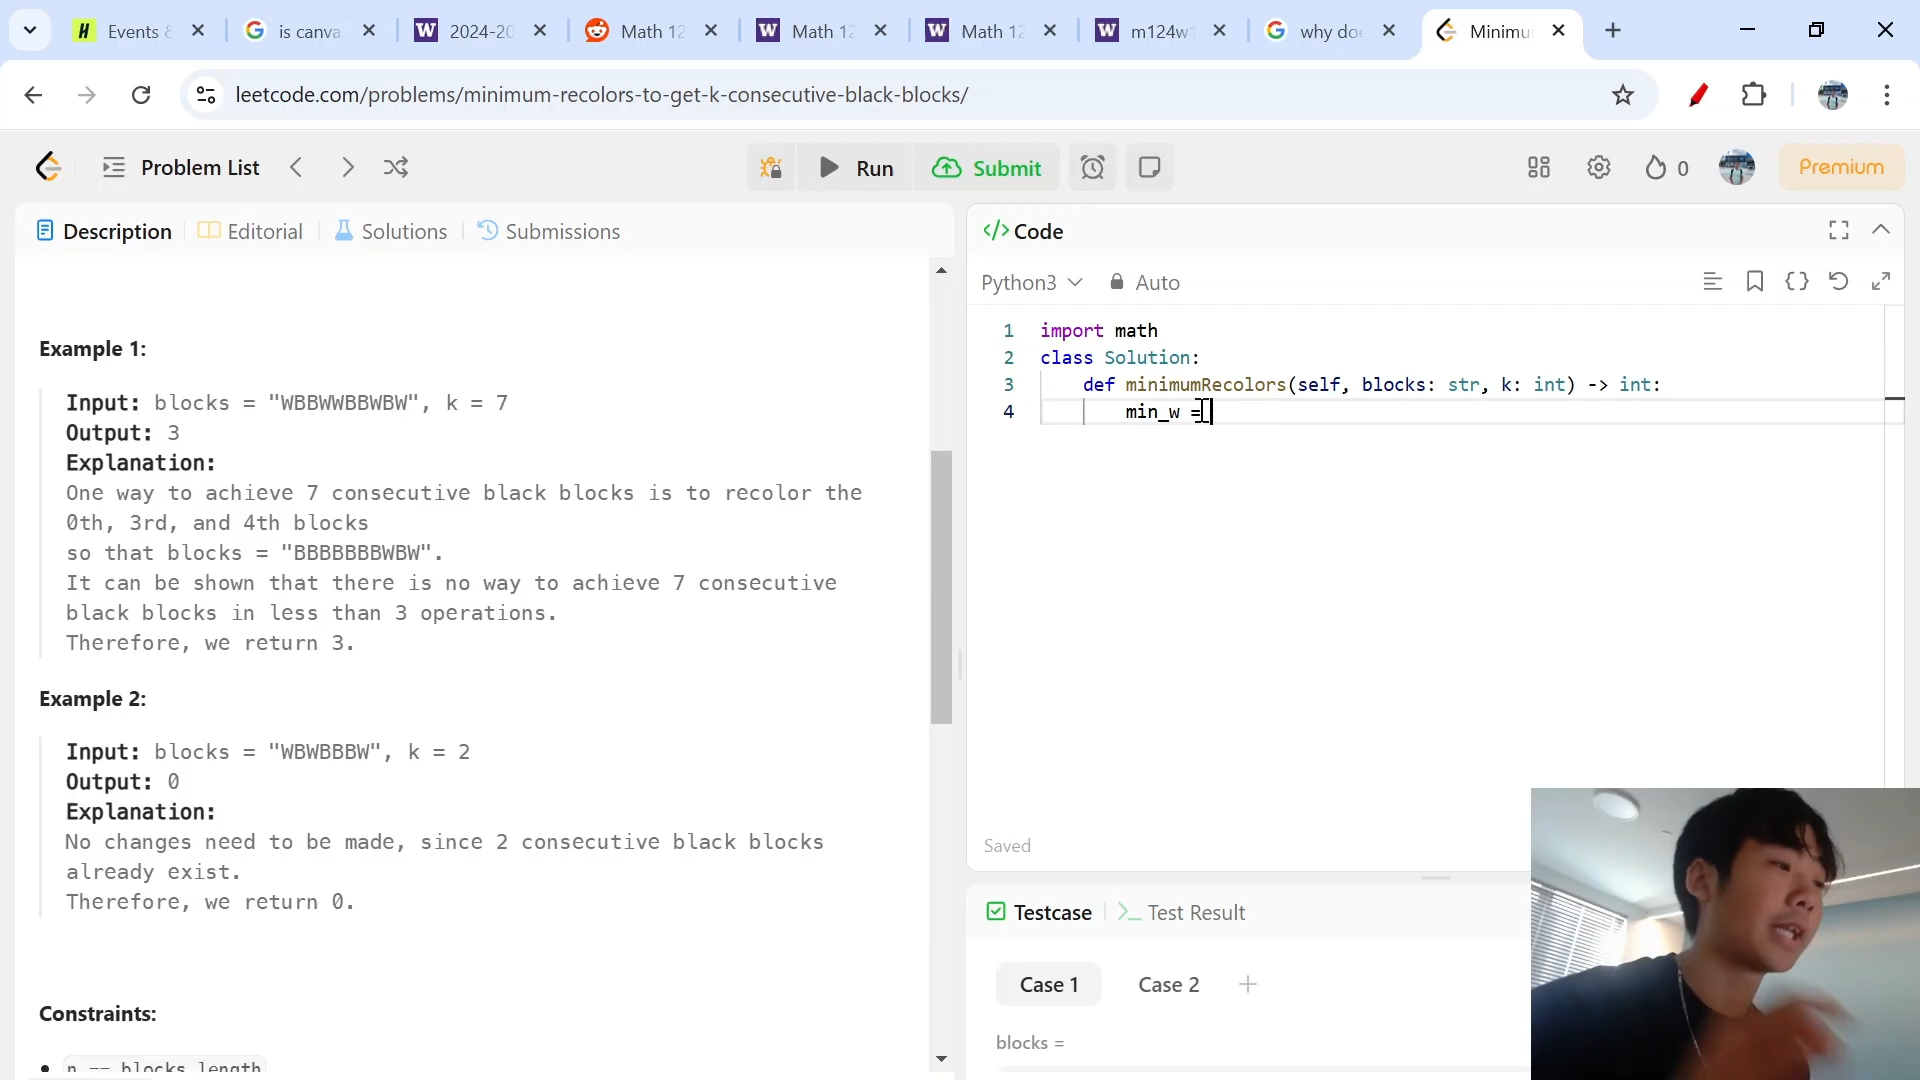 Events &
is canva
2024-20
Math 12
Math 12
Math 12
m124w1
why do
Minimu
leetcode.com/problems/minimum-recolors-to-get-k-consecutive-black-blocks/
Problem List
Run
Submit
0
Premium
Description
Editorial
Solutions
Submissions
</> Code
Python3
Auto
Example 1:
Input: blocks = "WBBWWBBWBW", k = 7
Output: 3
Explanation:
One way to achieve 7 consecutive black blocks is to recolor the
0th, 3rd, and 4th blocks
so that blocks = "BBBBBBBWBW".
It can be shown that there is no way to achieve 7 consecutive
black blocks in less than 3 operations.
Therefore, we return 3.
Example 2:
Input: blocks = "WBWBBBW", k = 2
Output: 0
Explanation:
No changes need to be made, since 2 consecutive black blocks
already exist.
Therefore, we return 0.
Constraints:
n == blocks.length
1 import math
2 class Solution:
3 def minimumRecolors(self, blocks: str, k: int) -> int:
4 min_w =
Saved
Testcase
Test Result
Case 1
Case 2
blocks =